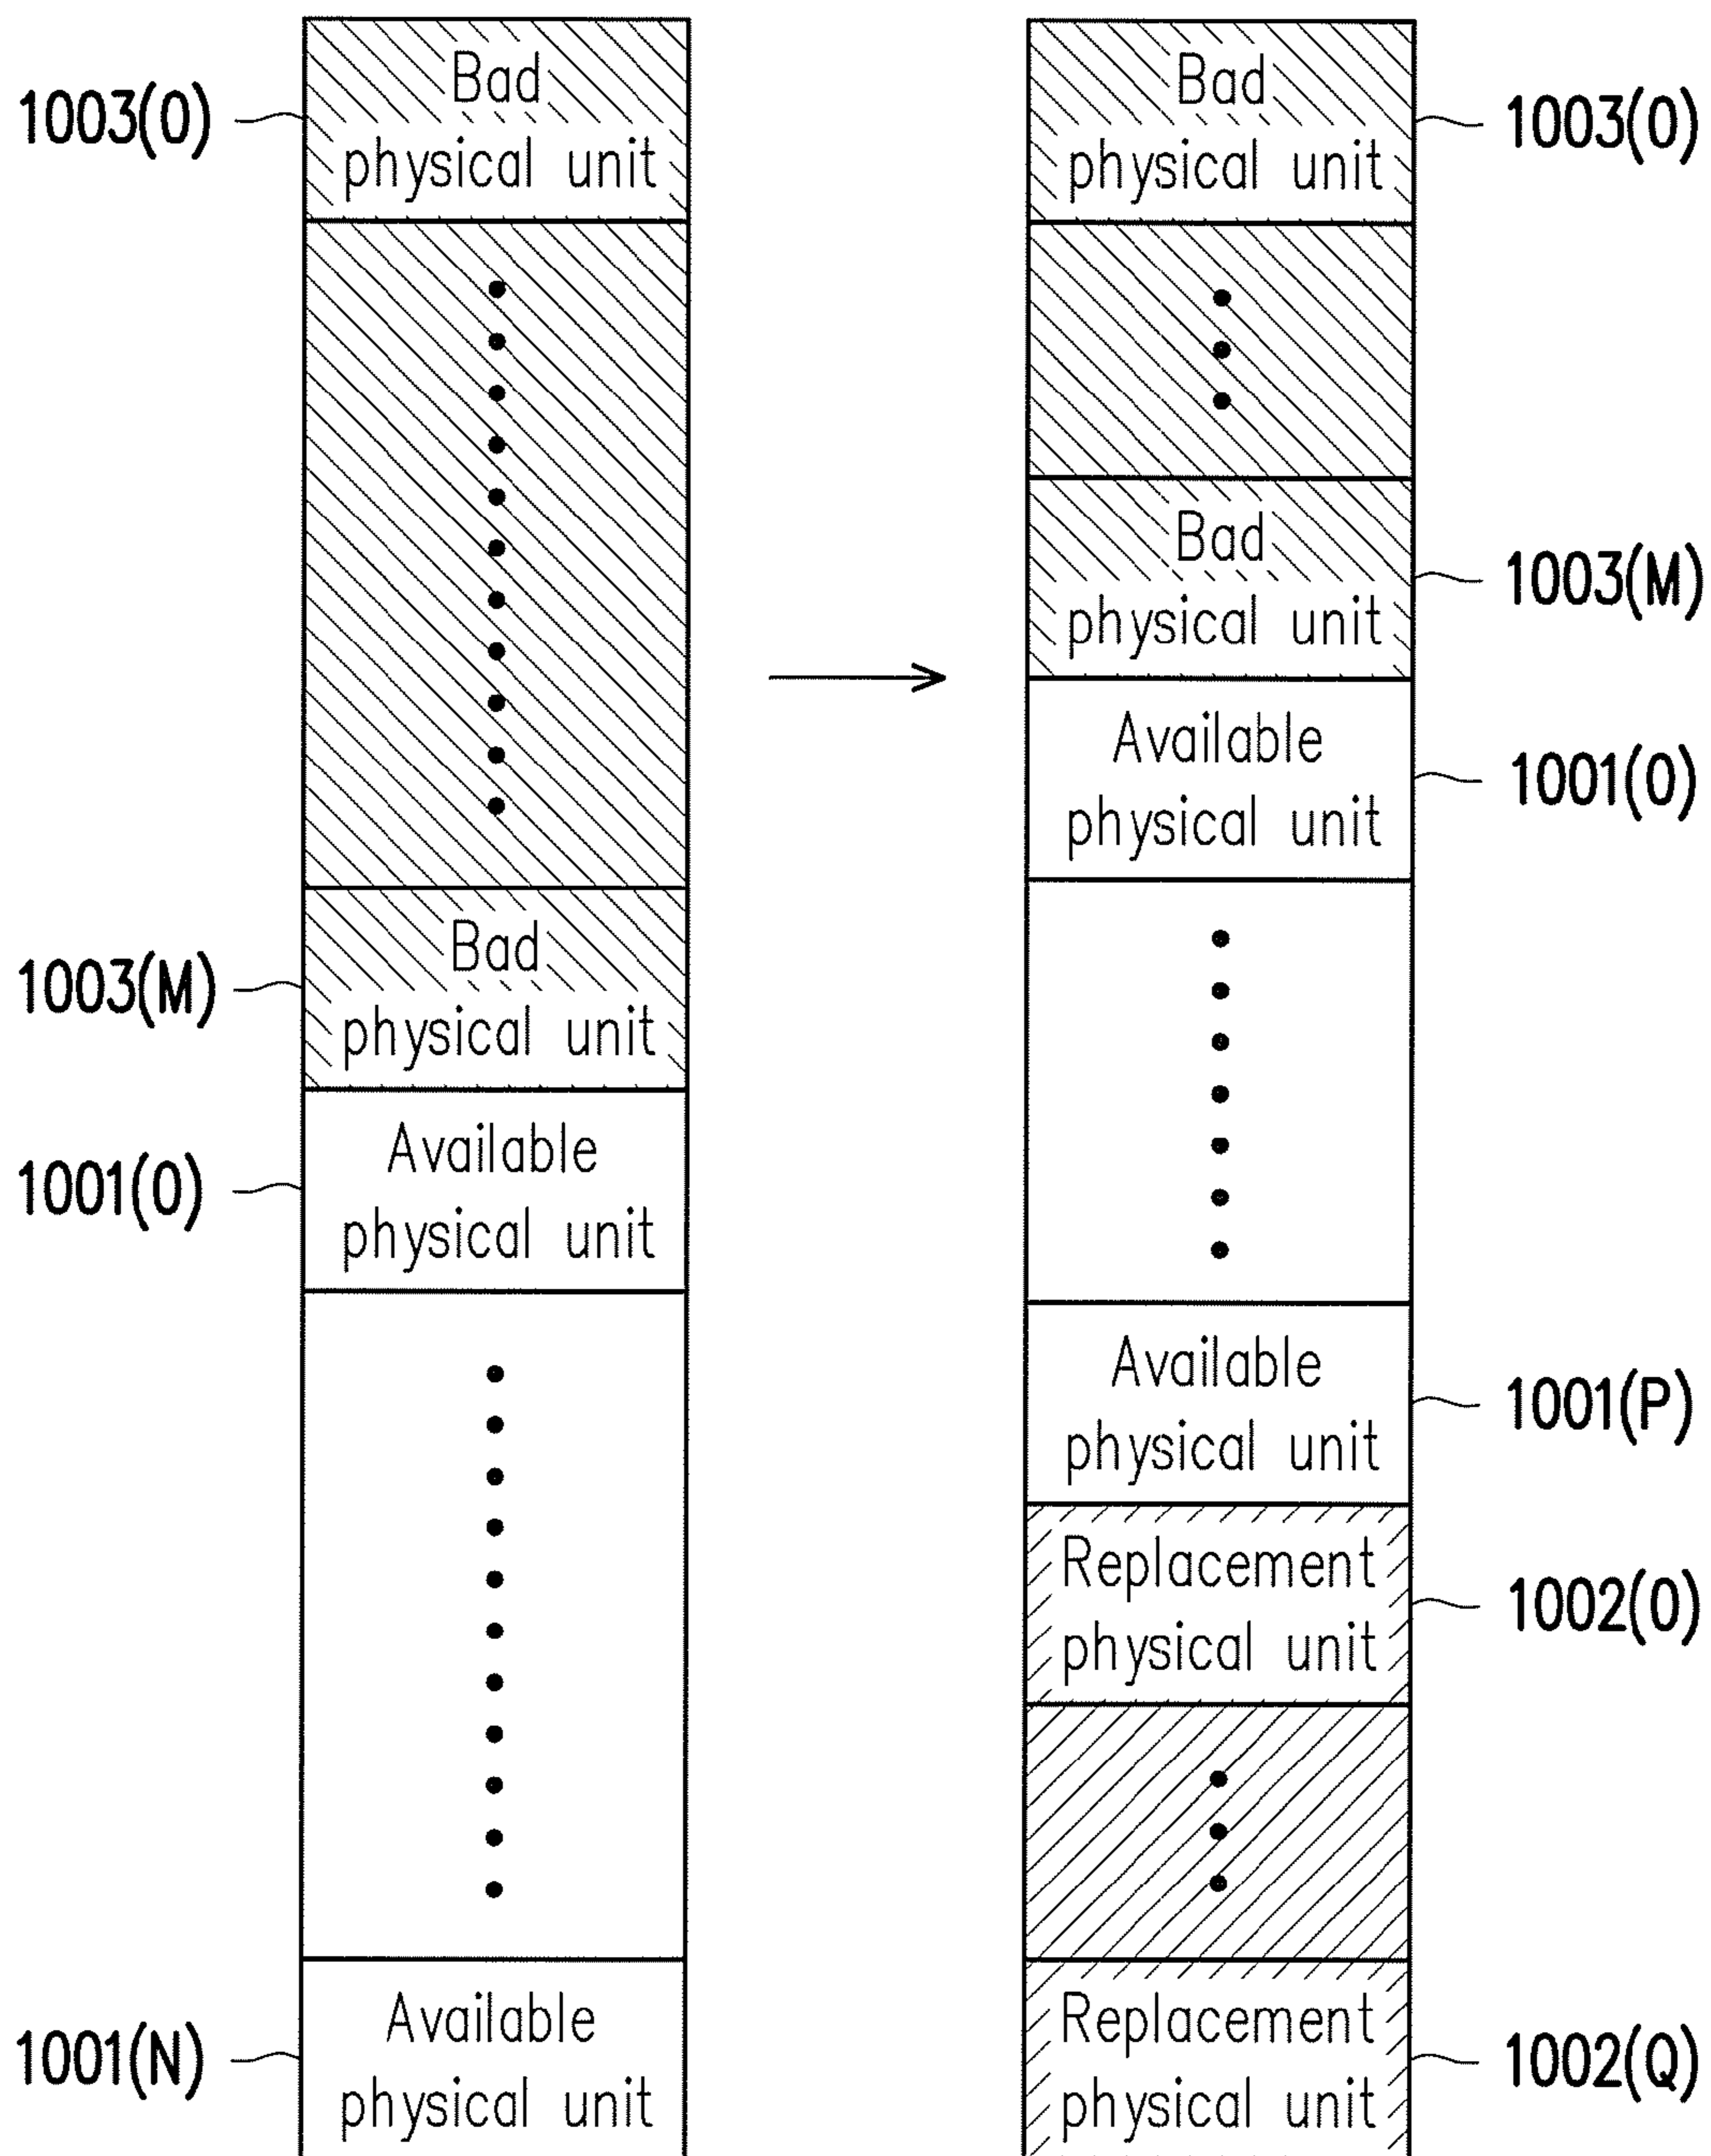 1003(0)
Bad
physical unit
1003(M)
Bad
physical unit
1001(0)
Available
physical unit
1001(N)
Available
physical unit
Bad
physical unit
1003(0)
Bad
physical unit
1003(M)
Available
physical unit
1001(0)
Available
physical unit
1001(P)
Replacement
physical unit
1002(0)
Replacement
physical unit
1002(Q)